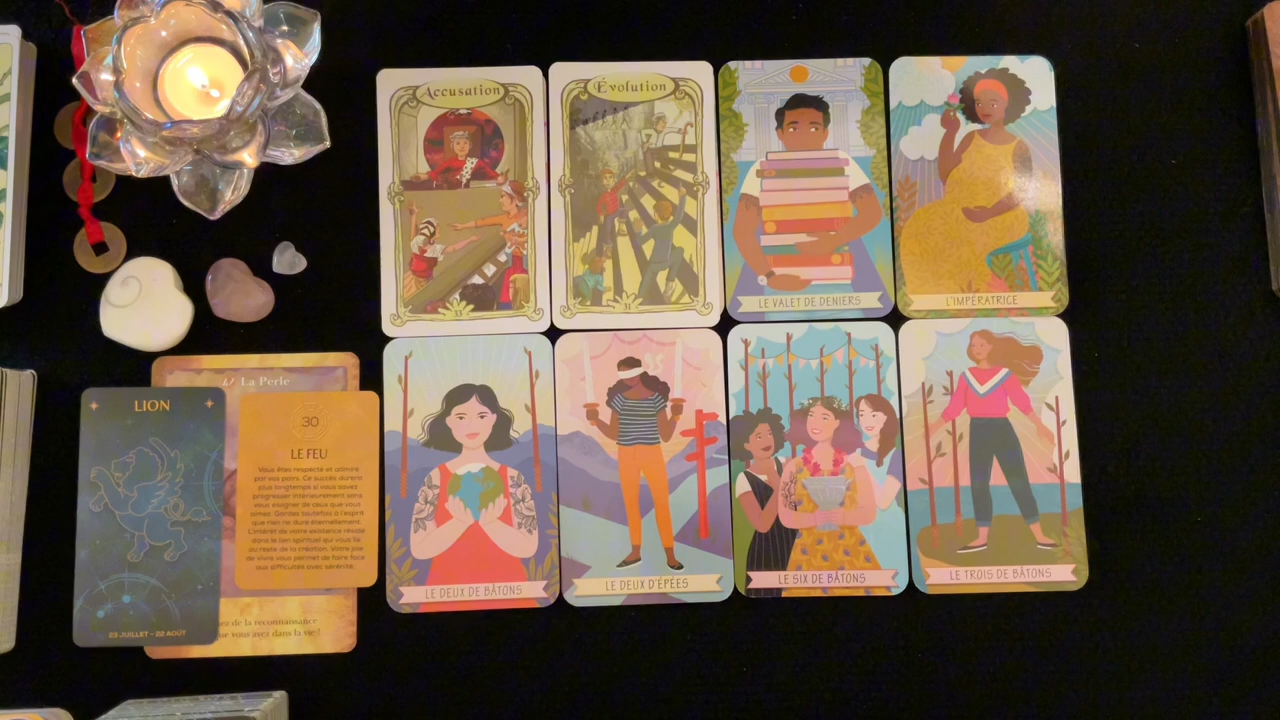 Accusation
13
Évolution
31
LE VALET DE DENIERS
L'IMPÉRATRICE
LE DEUX DE BÂTONS
LE DEUX D'ÉPÉES
LE SIX DE BÂTONS
LE TROIS DE BÂTONS
La Perle
LION
23 JUILLET - 22 AOÛT
30
LE FEU
Vous êtes respecté et admiré
par vos pairs. Ce succès durera
plus longtemps si vous savez
progresser intérieurement sans
vous éloigner de ceux que vous
aimez. Gardez toutefois à l'esprit
que rien ne dure éternellement.
L'intérêt de votre existence réside
dans le lien spirituel qui vous lie
au reste de la création. Votre joie
de vivre vous permet de faire face
aux difficultés avec sérénité.
de la reconnaissance
que vous avez dans la vie !